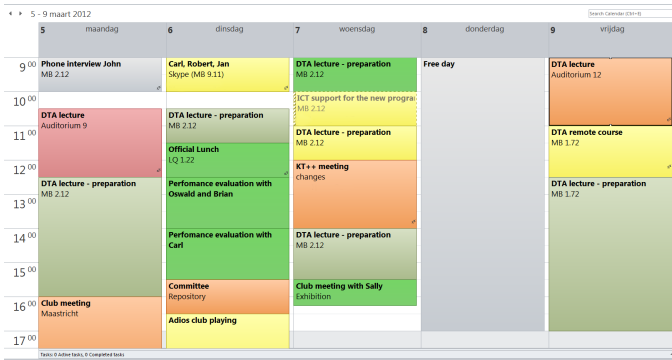 5 - 9 maart 2012
Search Calendar (Ctrl+E)
5 maandag
6 dinsdag
7 woensdag
8 donderdag
9 vrijdag
9 00
10 00
11 00
12 00
13 00
14 00
15 00
16 00
17 00
Phone interview John
MB 2.12
DTA lecture
Auditorium 9
DTA lecture - preparation
MB 2.12
Club meeting
Maastricht
Carl, Robert, Jan
Skype (MB 9.11)
DTA lecture - preparation
MB 2.12
Official Lunch
LQ 1.22
Perfomance evaluation with
Oswald and Brian
Perfomance evaluation with
Carl
Committee
Repository
Adios club playing
DTA lecture - preparation
MB 2.12
ICT support for the new progra
MB 2.12
DTA lecture - preparation
MB 2.12
KT++ meeting
changes
DTA lecture - preparation
MB 2.12
Club meeting with Sally
Exhibition
Free day
DTA lecture
Auditorium 12
DTA remote course
MB 1.72
DTA lecture - preparation
MB 1.72
Tasks: 0 Active tasks, 0 Completed tasks